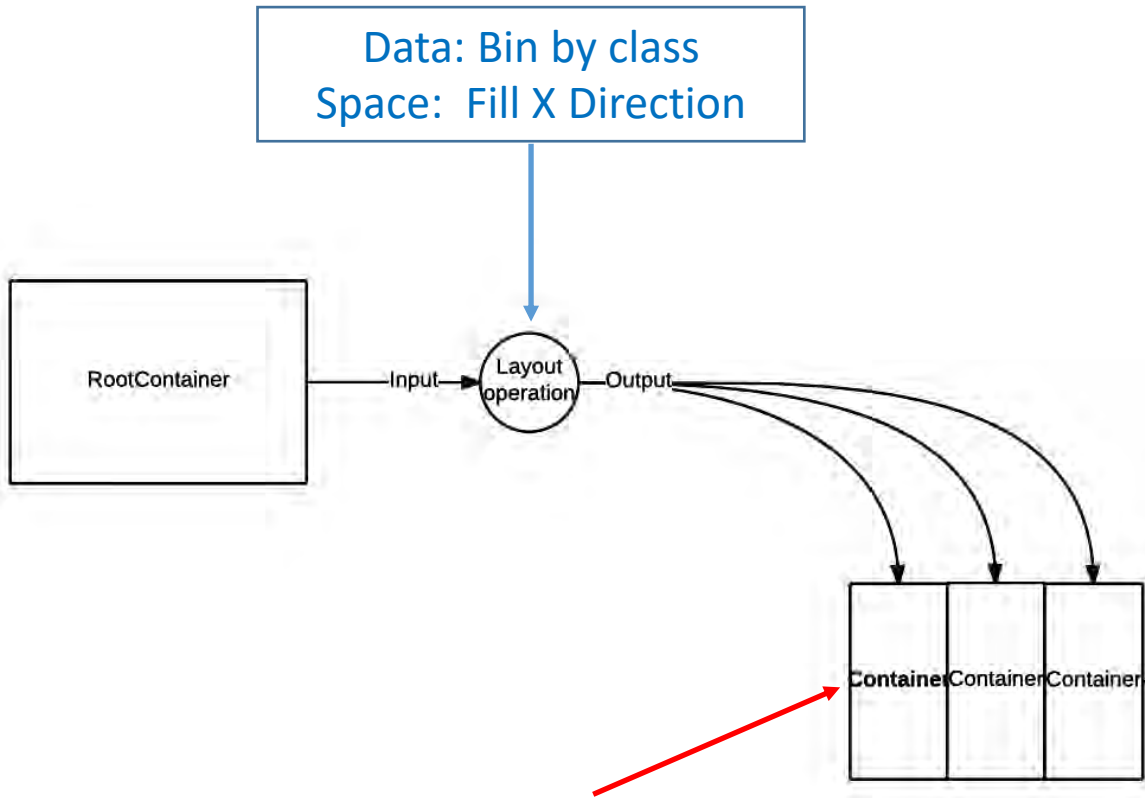 Data: Bin by class
Space: Fill X Direction
RootContainer
Input
Layout
operation
Output
Container
Container
Container